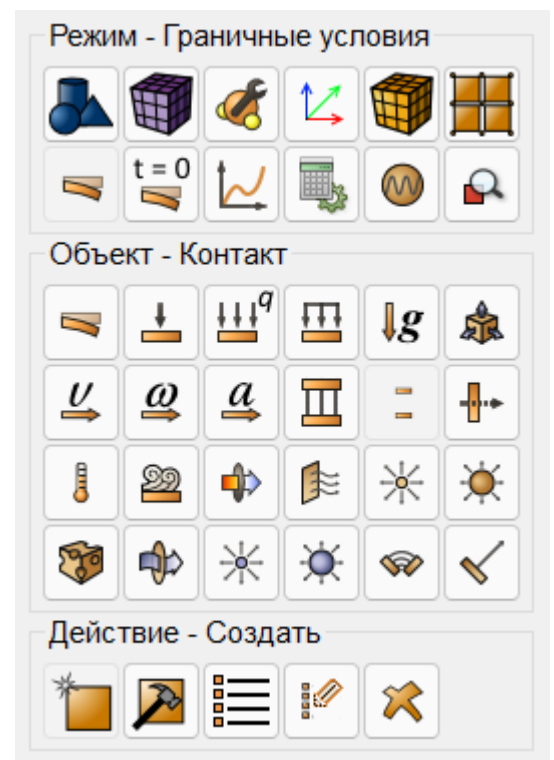 Режим - Граничные условия
t = 0
Объект - Контакт
q
g
υ ω a
Действие - Создать